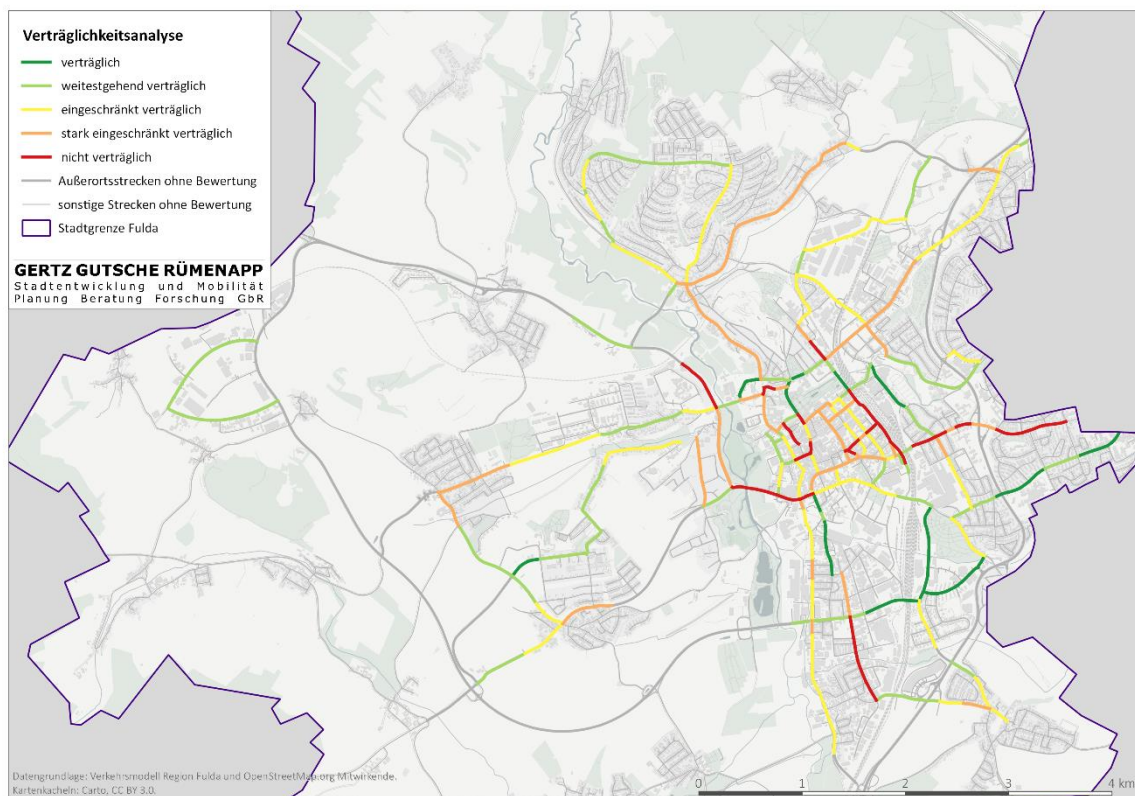 Verträglichkeitsanalyse
verträglich
weitestgehend verträglich
eingeschränkt verträglich
stark eingeschränkt verträglich
nicht verträglich
Außerortsstrecken ohne Bewertung
sonstige Strecken ohne Bewertung
Stadtgrenze Fulda
GERTZ GUTSCHE RÜMENAPP
Stadtentwicklung und Mobilität
Planung Beratung Forschung GbR
Datengrundlage: Verkehrsmodell Region Fulda und OpenStreetMap.org Mitwirkende.
Kartenkacheln: Carto, CC BY 3.0.
0 1 2 3 4 km